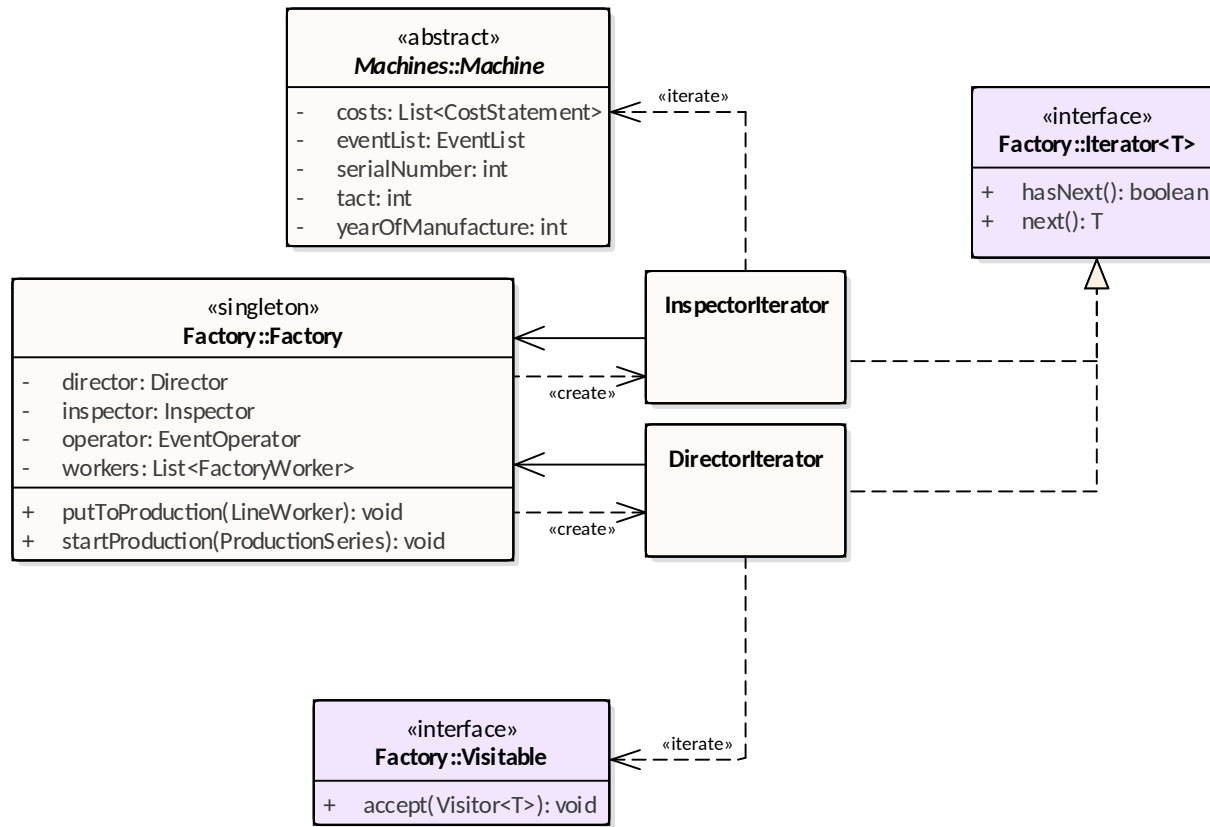 «abstract»
Machines::Machine
- costs: List<CostStatement>
- eventList: EventList
- serialNumber: int
- tact: int
- yearOfManufacture: int
«iterate»
«interface»
Factory::Iterator<T>
+ hasNext(): boolean
+ next(): T
«singleton»
Factory::Factory
- director: Director
- inspector: Inspector
- operator: EventOperator
- workers: List<FactoryWorker>
+ putToProduction(LineWorker): void
+ startProduction(ProductionSeries): void
InspectorIterator
«create»
DirectorIterator
«create»
«iterate»
«interface»
Factory::Visitable
+ accept(Visitor<T>): void